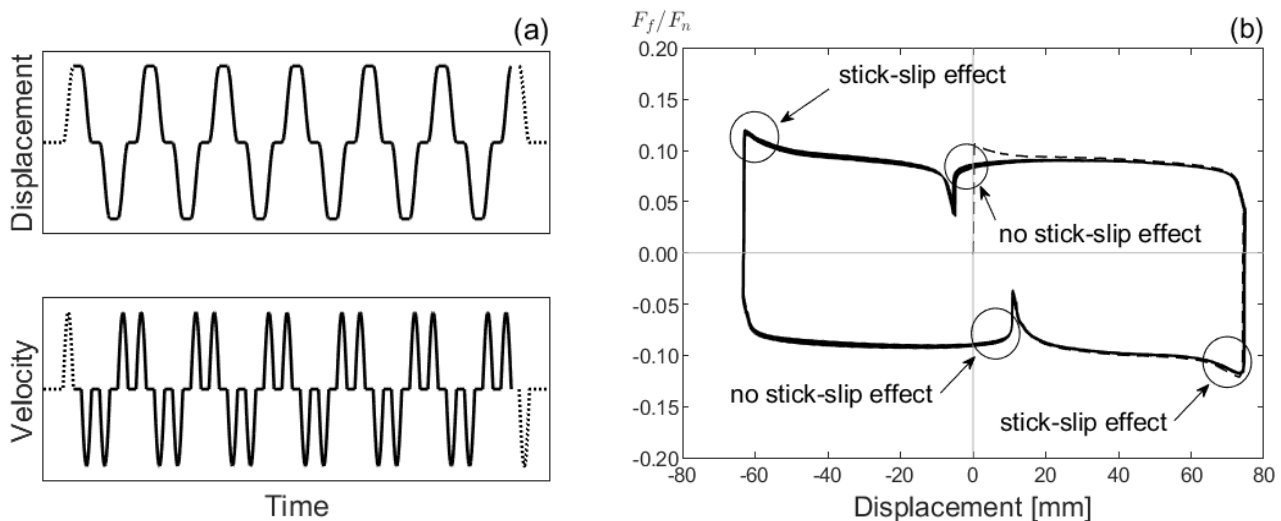 (a)
Displacement
Velocity
Time
F_f/F_n
(b)
0.20
0.15
0.10
0.05
0.00
-0.05
-0.10
-0.15
-0.20
stick-slip effect
no stick-slip effect
no stick-slip effect
stick-slip effect
-80
-60
-40
-20
0
20
40
60
80
Displacement [mm]